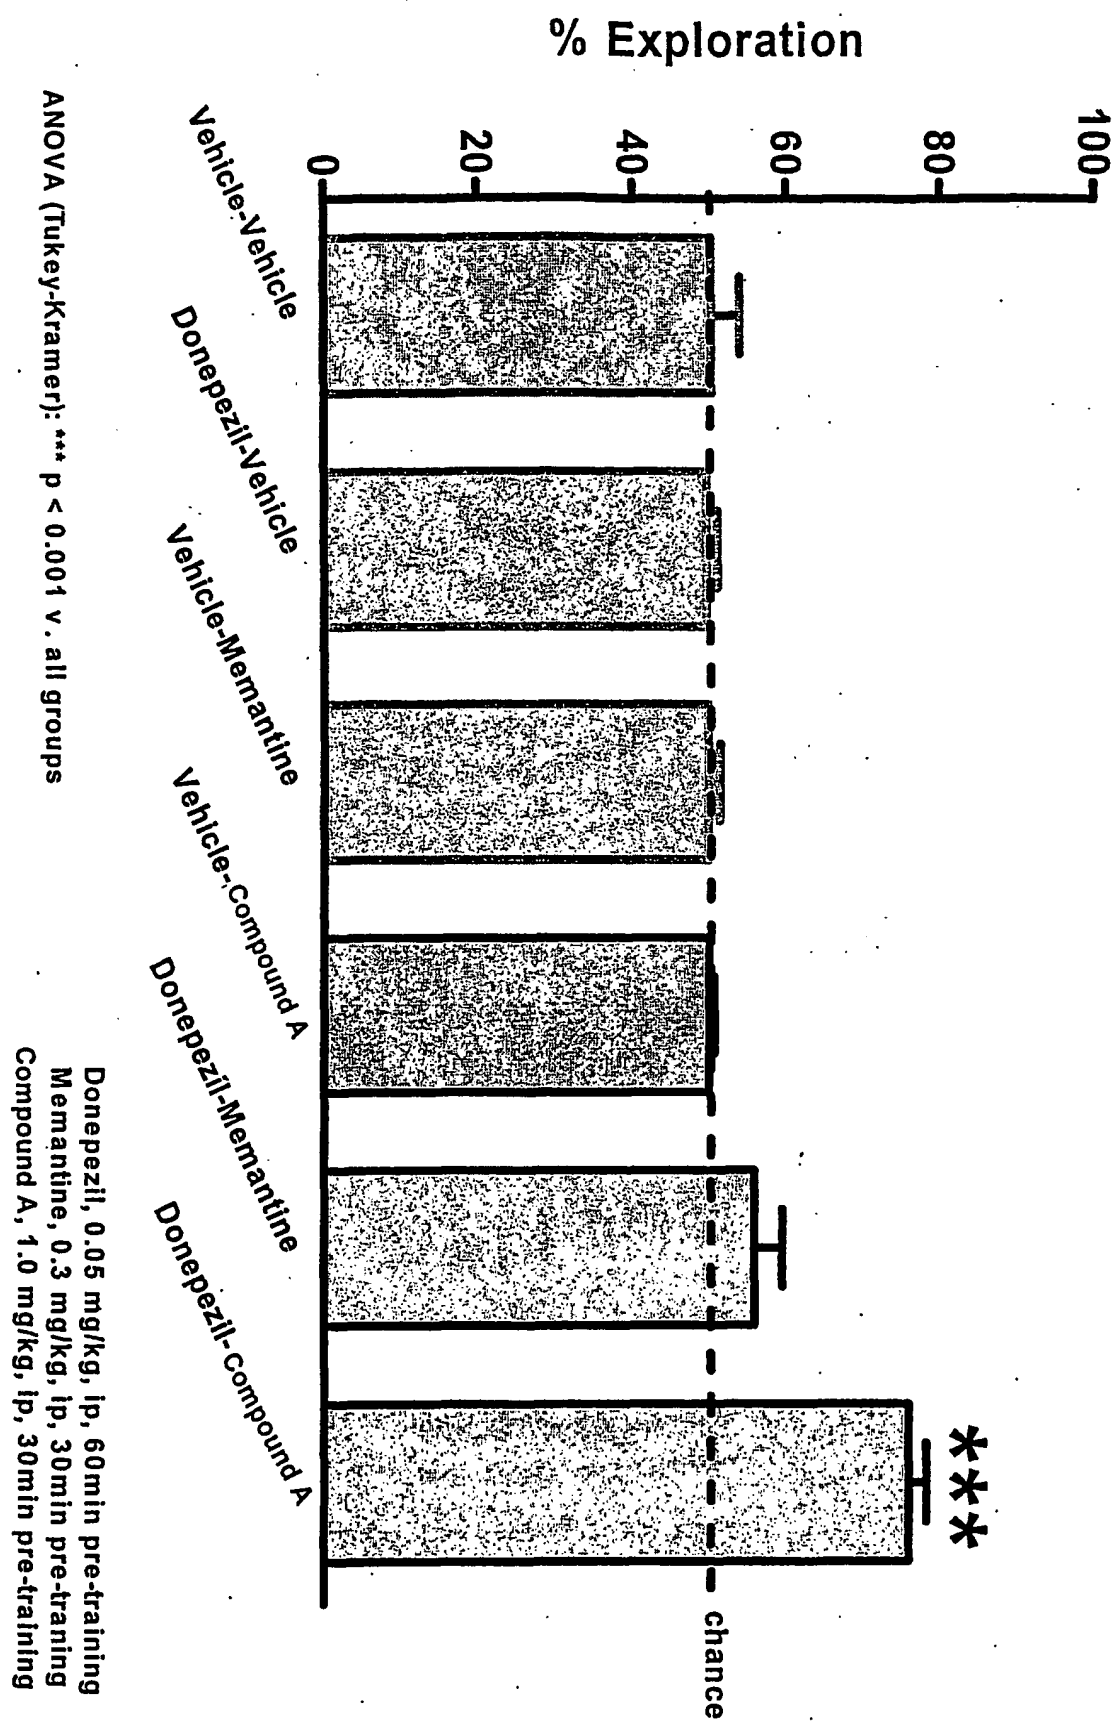 % Exploration
100
80
60
40
20
0
chance
***
Vehicle-Vehicle
Donepezil-Vehicle
Vehicle-Memantine
Vehicle-Compound A
Donepezil-Memantine
Donepezil-Compound A
ANOVA (Tukey-Kramer): *** p < 0.001 v. all groups
Donepezil, 0.05 mg/kg, ip, 60min pre-training
Memantine, 0.3 mg/kg, ip, 30min pre-traning
Compound A, 1.0 mg/kg, ip, 30min pre-training